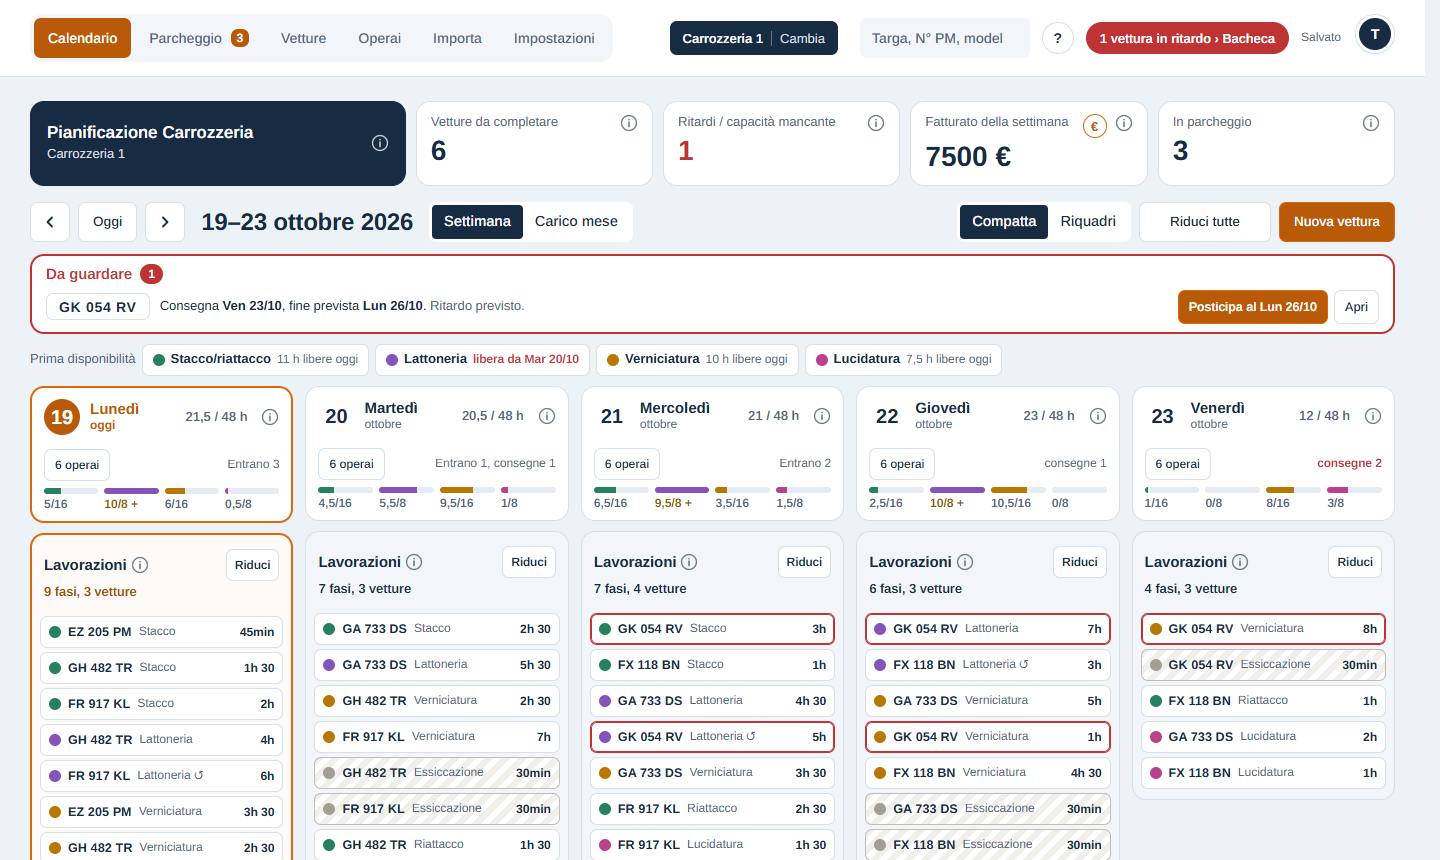 Calendario Parcheggio 3 Vetture Operai Importa Impostazioni Carrozzeria 1 Cambia Targa, N° PM, model ? 1 vettura in ritardo › Bacheca Salvato T
Pianificazione Carrozzeria
Carrozzeria 1
Vetture da completare
6
Ritardi / capacità mancante
1
Fatturato della settimana €
7500 €
In parcheggio
3
Oggi 19–23 ottobre 2026 Settimana Carico mese Compatta Riquadri Riduci tutte Nuova vettura
Da guardare 1
GK 054 RV Consegna Ven 23/10, fine prevista Lun 26/10. Ritardo previsto. Posticipa al Lun 26/10 Apri
Prima disponibilità Stacco/riattacco 11 h libere oggi Lattoneria libera da Mar 20/10 Verniciatura 10 h libere oggi Lucidatura 7,5 h libere oggi
19 Lunedì oggi 21,5 / 48 h
6 operai Entrano 3
5/16 10/8 + 6/16 0,5/8
Lavorazioni Riduci
9 fasi, 3 vetture
EZ 205 PM Stacco 45min
GH 482 TR Stacco 1h 30
FR 917 KL Stacco 2h
GH 482 TR Lattoneria 4h
FR 917 KL Lattoneria ↺ 6h
EZ 205 PM Verniciatura 3h 30
GH 482 TR Verniciatura 2h 30
20 Martedì ottobre 20,5 / 48 h
6 operai Entrano 1, consegne 1
4,5/16 5,5/8 9,5/16 1/8
Lavorazioni Riduci
7 fasi, 3 vetture
GA 733 DS Stacco 2h 30
GA 733 DS Lattoneria 5h 30
GH 482 TR Verniciatura 2h 30
FR 917 KL Verniciatura 7h
GH 482 TR Essiccazione 30min
FR 917 KL Essiccazione 30min
GH 482 TR Riattacco 1h 30
21 Mercoledì ottobre 21 / 48 h
6 operai Entrano 2
6,5/16 9,5/8 + 3,5/16 1,5/8
Lavorazioni Riduci
7 fasi, 4 vetture
GK 054 RV Stacco 3h
FX 118 BN Stacco 1h
GA 733 DS Lattoneria 4h 30
GK 054 RV Lattoneria ↺ 5h
GA 733 DS Verniciatura 3h 30
FR 917 KL Riattacco 2h 30
FR 917 KL Lucidatura 1h 30
22 Giovedì ottobre 23 / 48 h
6 operai consegne 1
2,5/16 10/8 + 10,5/16 0/8
Lavorazioni Riduci
6 fasi, 3 vetture
GK 054 RV Lattoneria 7h
FX 118 BN Lattoneria ↺ 3h
GA 733 DS Verniciatura 5h
GK 054 RV Verniciatura 1h
FX 118 BN Verniciatura 4h 30
GA 733 DS Essiccazione 30min
FX 118 BN Essiccazione 30min
23 Venerdì ottobre 12 / 48 h
6 operai consegne 2
1/16 0/8 8/16 3/8
Lavorazioni Riduci
4 fasi, 3 vetture
GK 054 RV Verniciatura 8h
GK 054 RV Essiccazione 30min
FX 118 BN Riattacco 1h
GA 733 DS Lucidatura 2h
FX 118 BN Lucidatura 1h